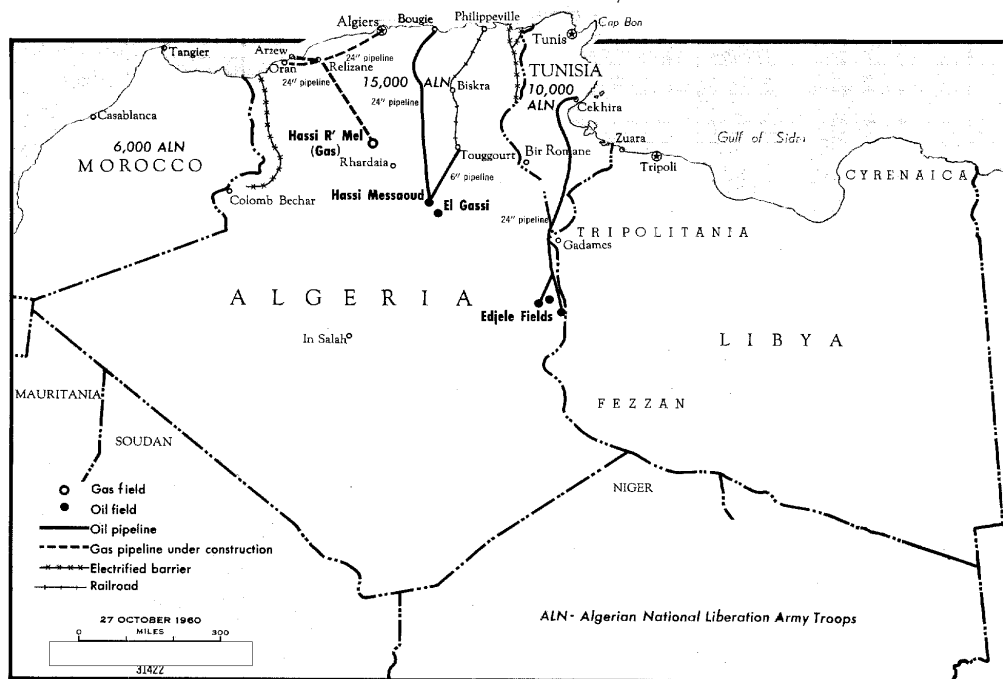 Cap Bon
Algiers
Bougie
Philippeville
Tunis
Tangier
Arzew
Oran
Relizane
24" pipeline
24" pipeline
15,000
ALN
24" pipeline
Biskra
TUNISIA
10,000
ALN
Cekhira
Casablanca
6,000 ALN
MOROCCO
Hassi R' Mel
(Gas)
Rhardaia
Touggourt
6" pipeline
Bir Romane
Zuara
Tripoli
Gulf of Sidra
CYRENAICA
Colomb Bechar
Hassi Messaoud
El Gassi
24" pipeline
TRIPOLITANIA
Gadames
ALGERIA
Edjele Fields
In Salah
LIBYA
FEZZAN
MAURITANIA
SOUDAN
NIGER
Gas field
Oil field
Oil pipeline
Gas pipeline under construction
Electrified barrier
Railroad
27 OCTOBER 1960
0 MILES 300
31422
ALN- Algerian National Liberation Army Troops